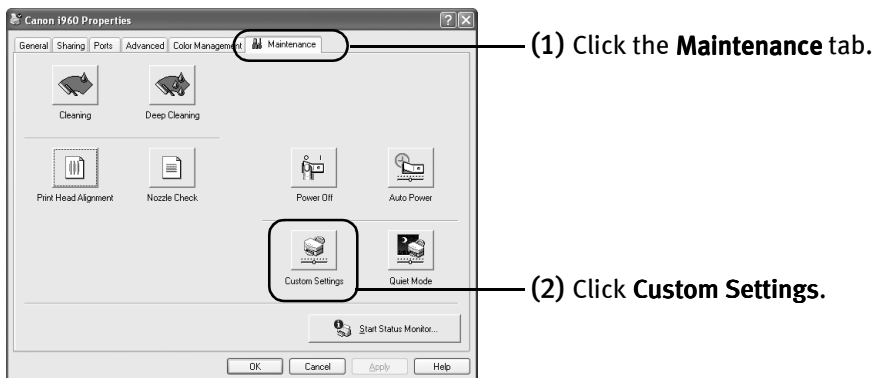 Canon i960 Properties
General Sharing Ports Advanced Color Management Maintenance
(1) Click the Maintenance tab.
Cleaning Deep Cleaning
Print Head Alignment Nozzle Check Power Off Auto Power
Custom Settings Quiet Mode
(2) Click Custom Settings.
Start Status Monitor...
OK Cancel Apply Help